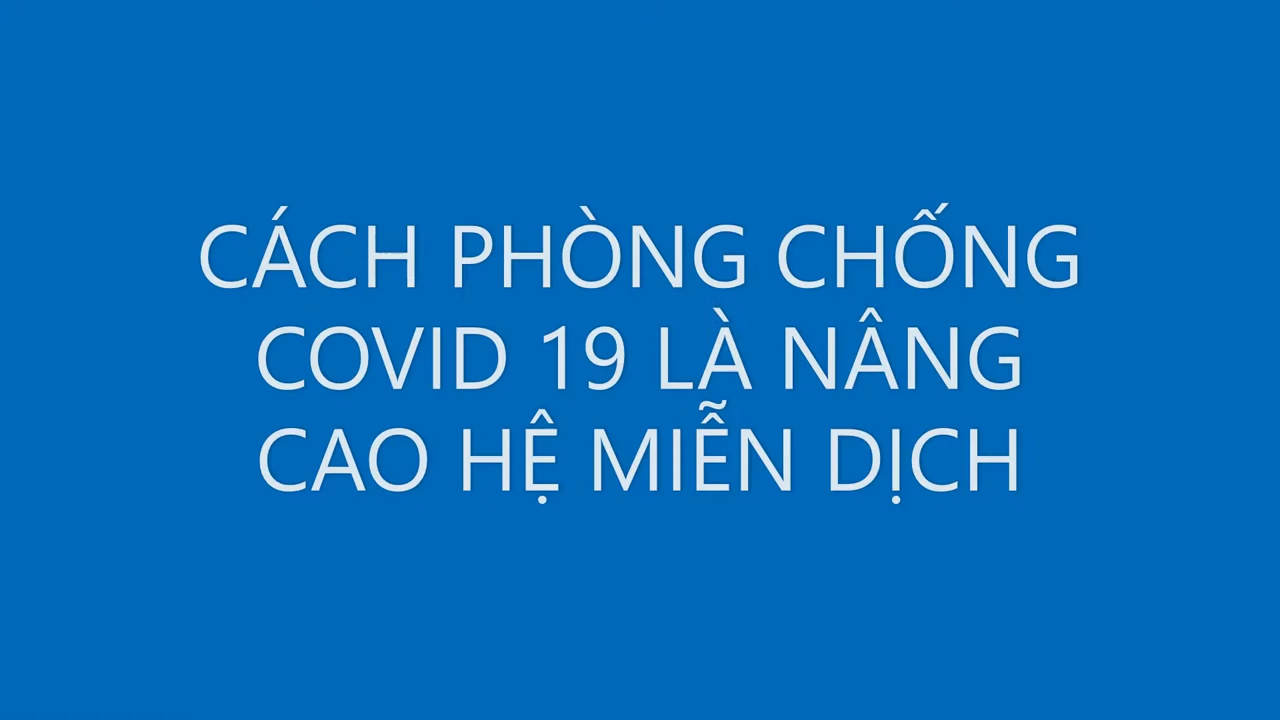 CÁCH PHÒNG CHỐNG
COVID 19 LÀ NÂNG
CAO HỆ MIỄN DỊCH